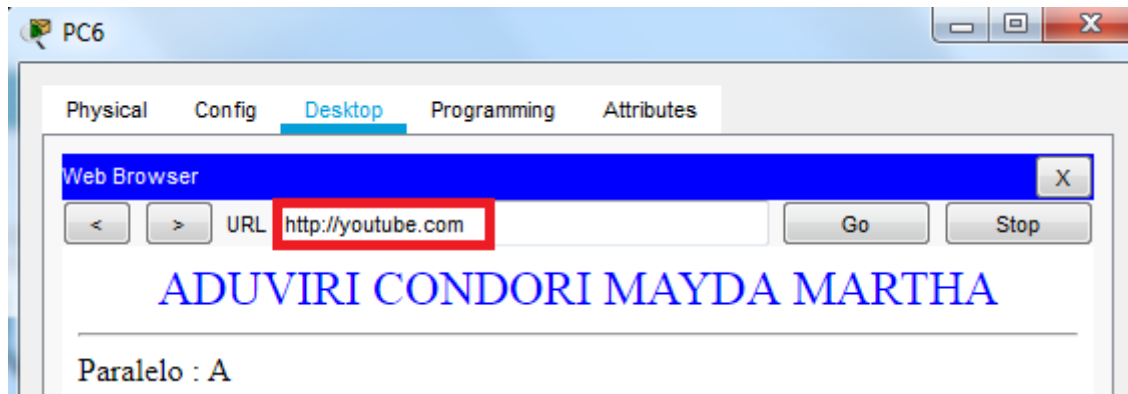 PC6
Physical Config Desktop Programming Attributes
Web Browser X
< > URL http://youtube.com Go Stop
ADUVIRI CONDORI MAYDA MARTHA
Paralelo : A